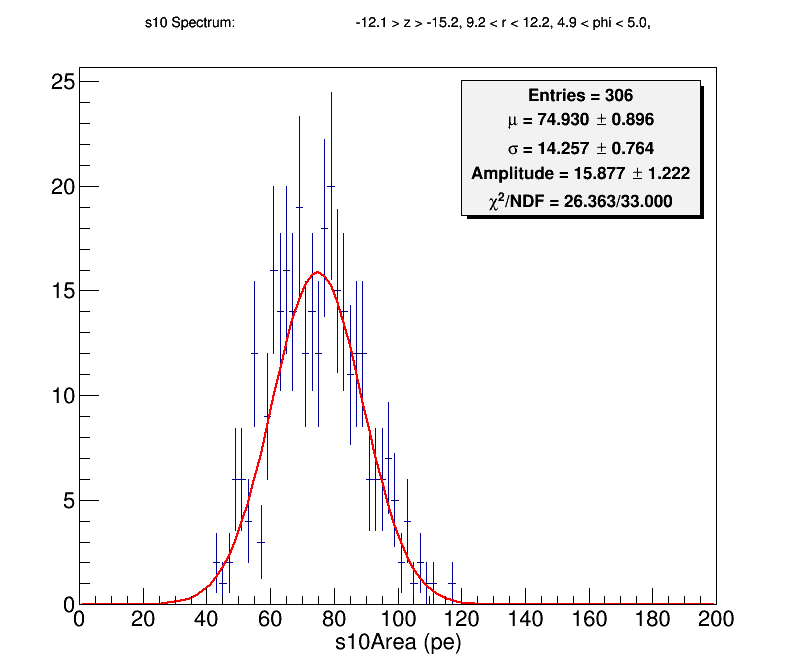 s10 Spectrum: -12.1 > z > -15.2, 9.2 < r < 12.2, 4.9 < phi < 5.0,
Entries = 306
μ = 74.930 ± 0.896
σ = 14.257 ± 0.764
Amplitude = 15.877 ± 1.222
χ²/NDF = 26.363/33.000
25
20
15
10
5
0
0 20 40 60 80 100 120 140 160 180 200
s10Area (pe)